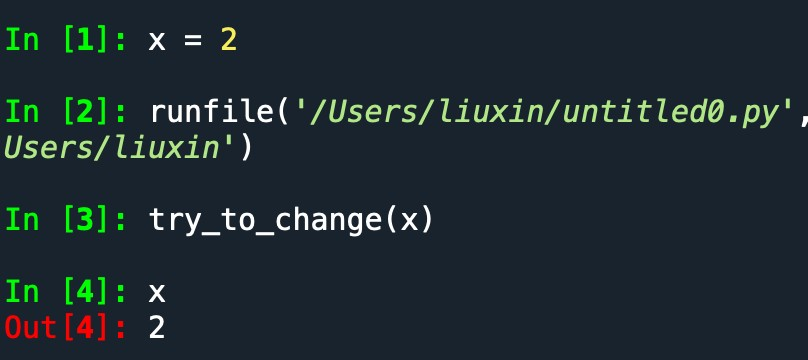 In [1]: x = 2
In [2]: runfile('/Users/liuxin/untitled0.py',
Users/liuxin')
In [3]: try_to_change(x)
In [4]: x
Out[4]: 2